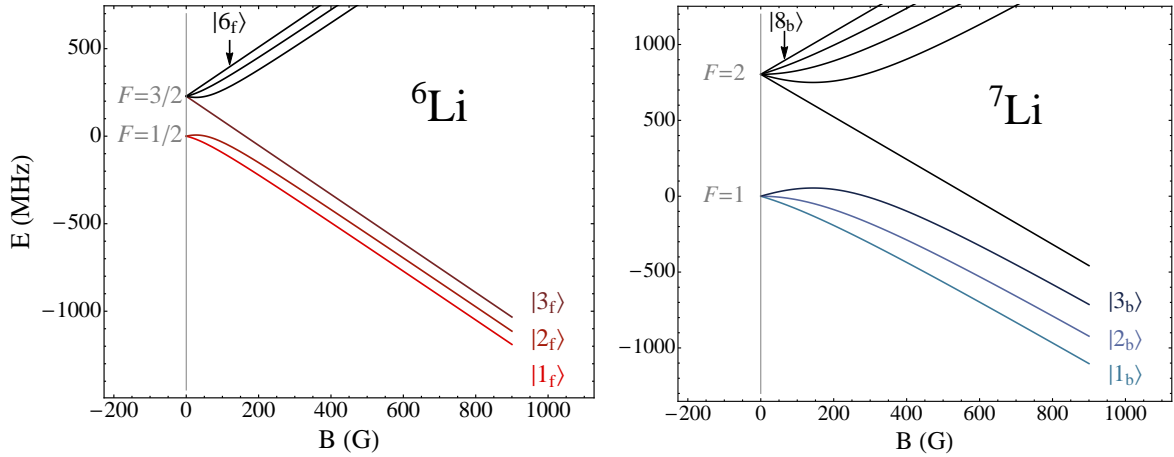 |6f⟩
500
F=3/2
0
F=1/2
−500
−1000
E (MHz)
6Li
|3f⟩
|2f⟩
|1f⟩
−200 0 200 400 600 800 1000
B (G)
|8b⟩
1000
F=2
500
0
F=1
−500
−1000
7Li
|3b⟩
|2b⟩
|1b⟩
−200 0 200 400 600 800 1000
B (G)